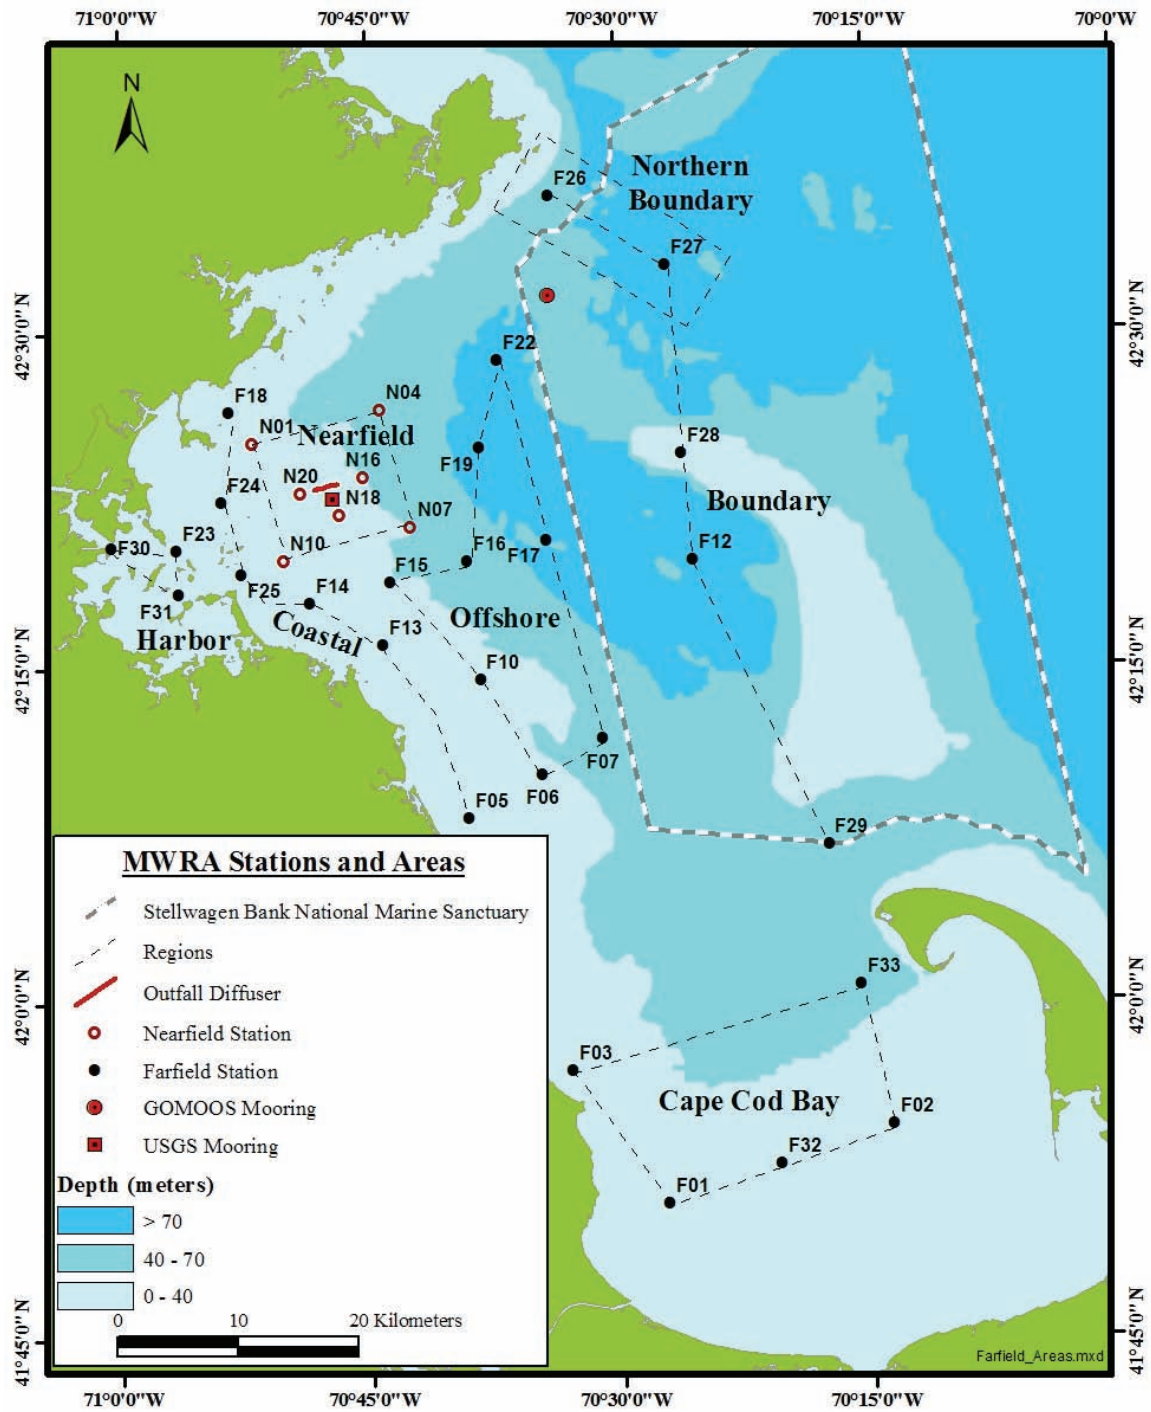 71°0'0"W 70°45'0"W 70°30'0"W 70°15'0"W 70°0'W
N
Northern
Boundary
F26
F27
42°30'0"N
42°30'0"N
F22
F18
N04
N01
Nearfield
F28
F19
N16
N20
Boundary
F24
N18
N07
F23
F30
N10
F16
F17
F12
F15
F25
F14
F31
Offshore
Harbor
Coastal
F13
F10
42°15'0"N
42°15'0"N
F07
F06
F05
F29
MWRA Stations and Areas
Stellwagen Bank National Marine Sanctuary
Regions
Outfall Diffuser
Nearfield Station
Farfield Station
GOMOOS Mooring
USGS Mooring
Depth (meters)
> 70
40 - 70
0 - 40
0 10 20 Kilometers
F33
42°0'0"N
42°0'0"N
F03
Cape Cod Bay
F02
F32
F01
41°45'0"N
41°45'0"N
Farfield_Areas.mxd
71°0'0"W 70°45'0"W 70°30'0"W 70°15'0"W